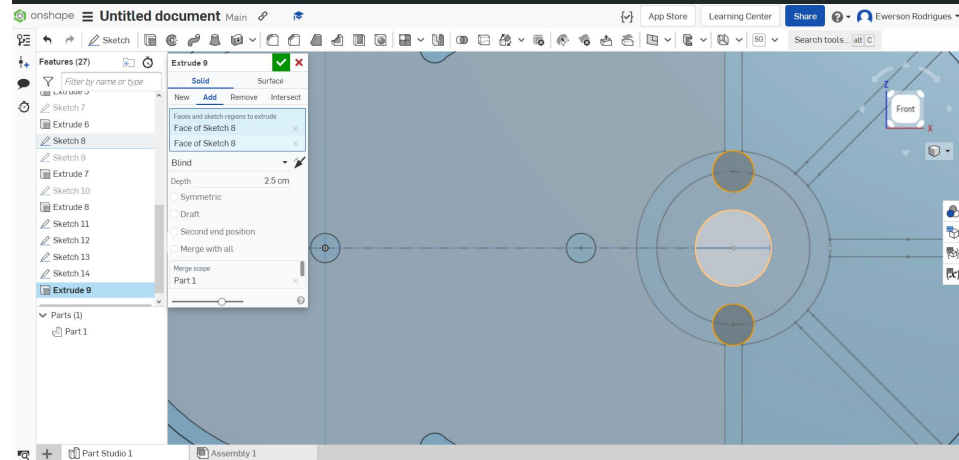 onshape Untitled document Main App Store Learning Center Share Ewerson Rodrigues
Sketch SG Search tools... alt C
Features (27)
Filter by name or type
Extrude 5
Sketch 7
Extrude 6
Sketch 8
Sketch 9
Extrude 7
Sketch 10
Extrude 8
Sketch 11
Sketch 12
Sketch 13
Sketch 14
Extrude 9
Parts (1)
Part 1
Extrude 9
Solid Surface
New Add Remove Intersect
Faces and sketch regions to extrude
Face of Sketch 8
Face of Sketch 8
Blind
Depth 2.5 cm
Symmetric
Draft
Second end position
Merge with all
Merge scope
Part 1
Z
Front
X
Part Studio 1 Assembly 1